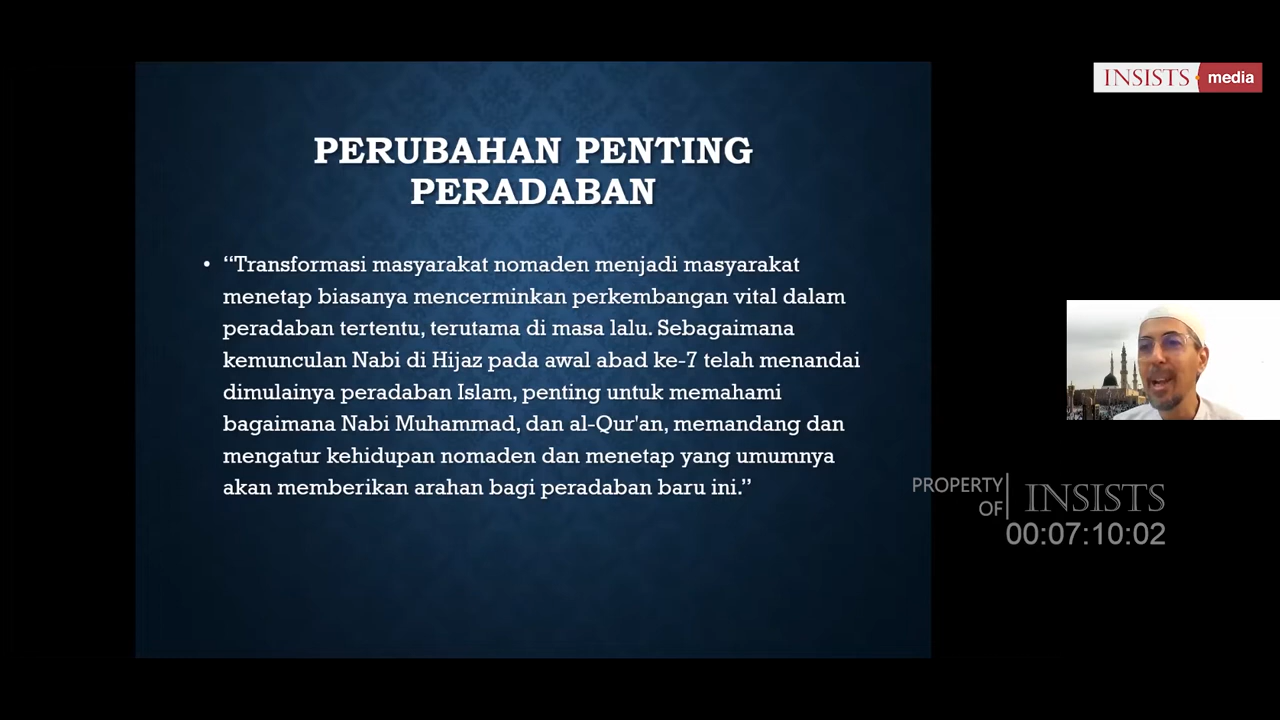 INSISTS media
PERUBAHAN PENTING
PERADABAN
• “Transformasi masyarakat nomaden menjadi masyarakat
menetap biasanya mencerminkan perkembangan vital dalam
peradaban tertentu, terutama di masa lalu. Sebagaimana
kemunculan Nabi di Hijaz pada awal abad ke-7 telah menandai
dimulainya peradaban Islam, penting untuk memahami
bagaimana Nabi Muhammad, dan al-Qur'an, memandang dan
mengatur kehidupan nomaden dan menetap yang umumnya
akan memberikan arahan bagi peradaban baru ini.”
PROPERTY
OF
INSISTS
00:07:10:02